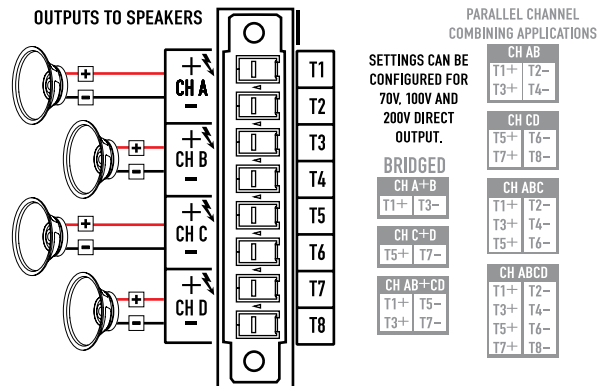 OUTPUTS TO SPEAKERS
+ CH A -
+ CH B -
+ CH C -
+ CH D -
+
-
+
-
+
-
+
-
T1
T2
T3
T4
T5
T6
T7
T8
SETTINGS CAN BE
CONFIGURED FOR
70V, 100V AND
200V DIRECT
OUTPUT.
BRIDGED
CH A+B
T1+ T3-
CH C+D
T5+ T7-
CH AB+CD
T1+ T5-
T3+ T7-
PARALLEL CHANNEL
COMBINING APPLICATIONS
CH AB
T1+ T2-
T3+ T4-
CH CD
T5+ T6-
T7+ T8-
CH ABC
T1+ T2-
T3+ T4-
T5+ T6-
CH ABCD
T1+ T2-
T3+ T4-
T5+ T6-
T7+ T8-